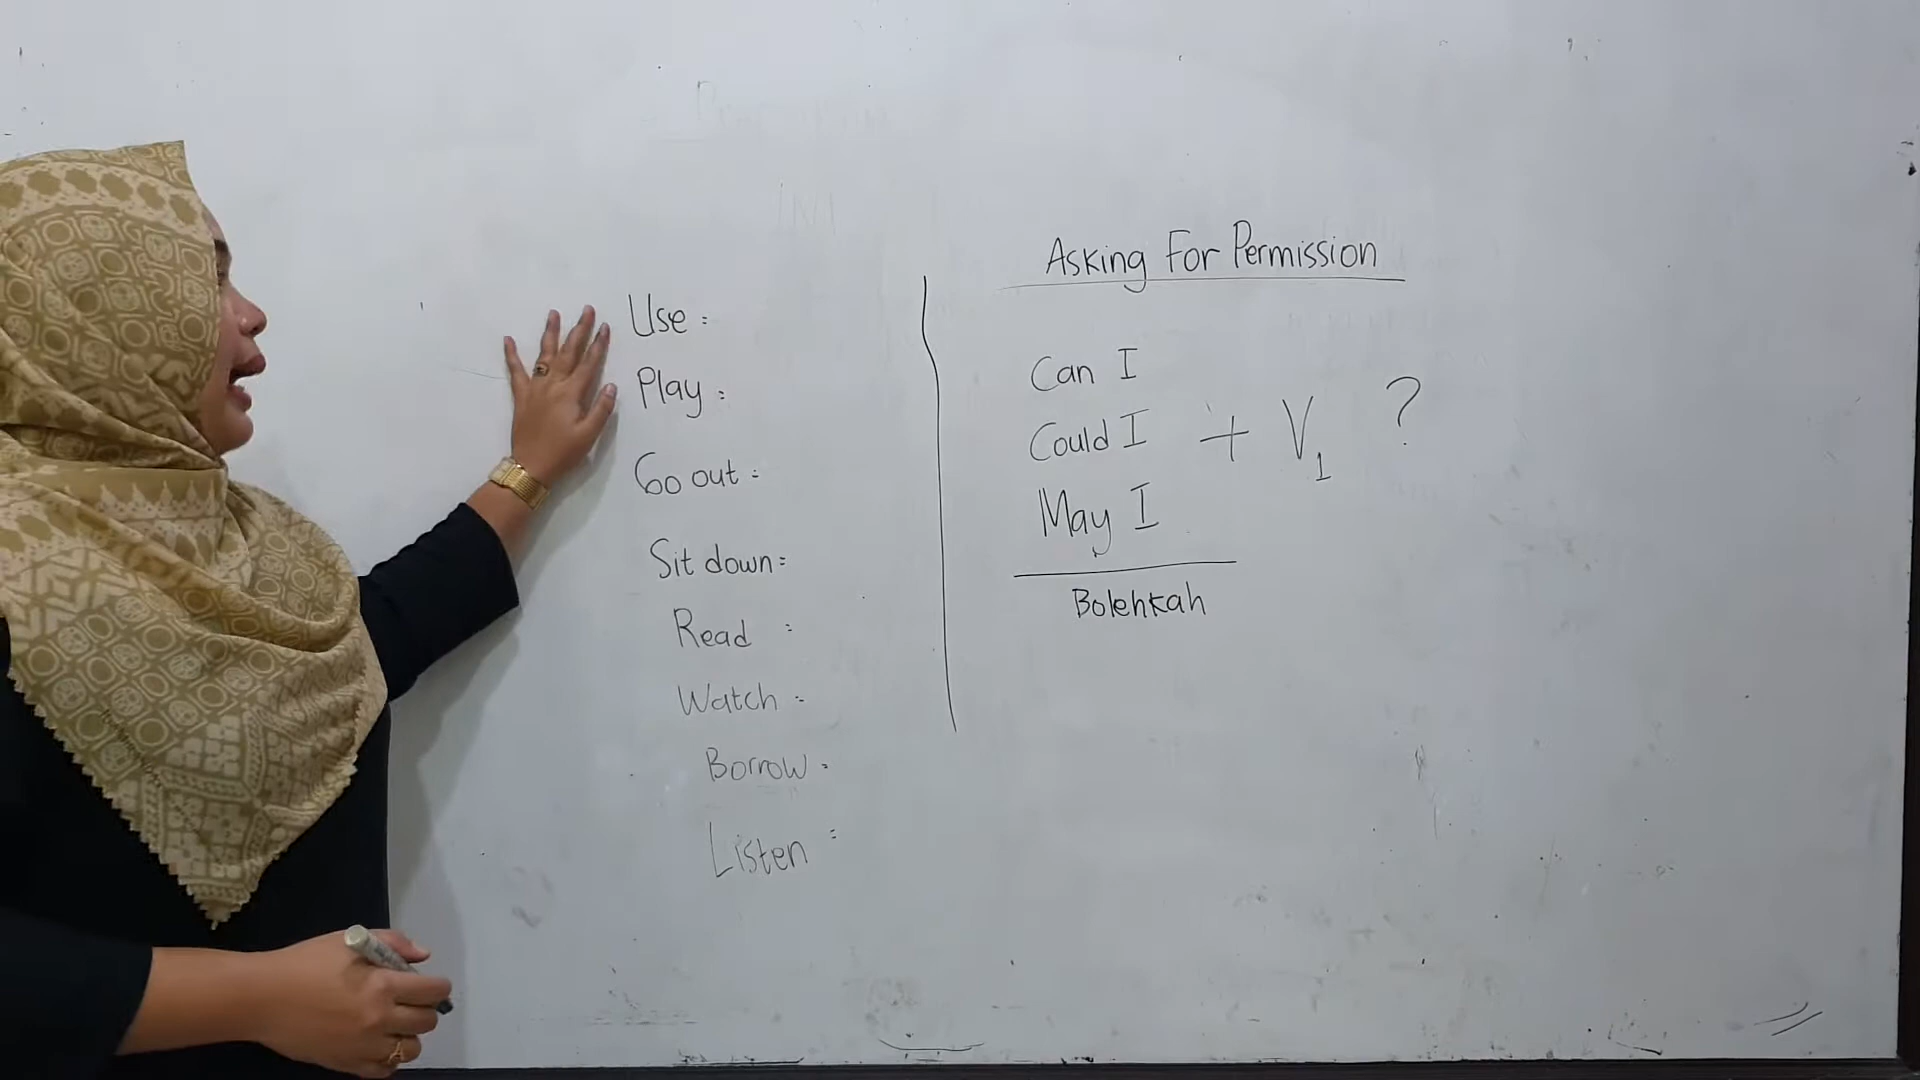 Use :
Play :
Go out :
Sit down :
Read :
Watch :
Borrow :
Listen :
Asking For Permission
Can I
Could I + V1 ?
May I
Bolehkah